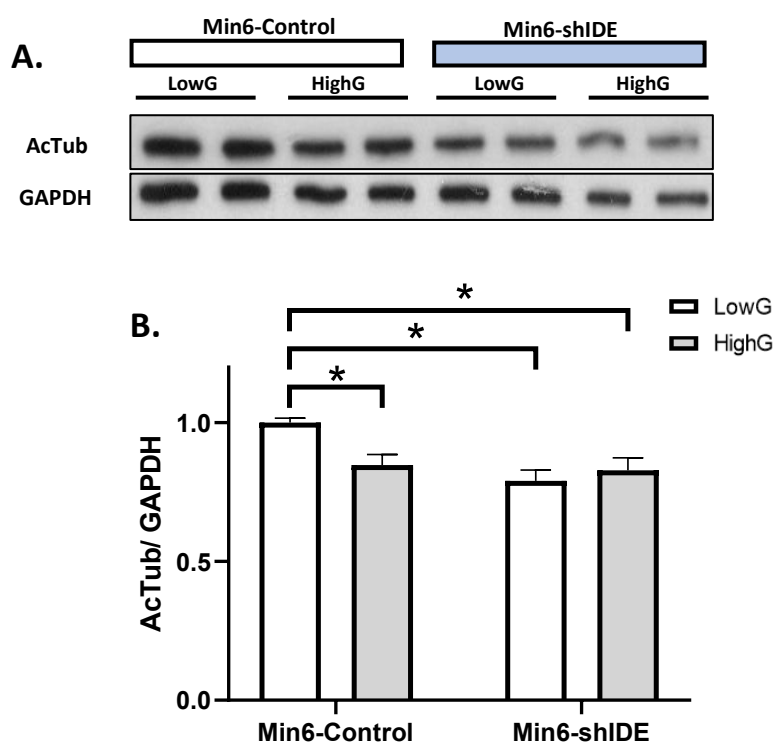 Min6-Control Min6-shIDE
A.
LowG HighG LowG HighG
AcTub
GAPDH
B.
* * *
LowG
HighG
AcTub/ GAPDH
1.0
0.5
0.0
Min6-Control Min6-shIDE